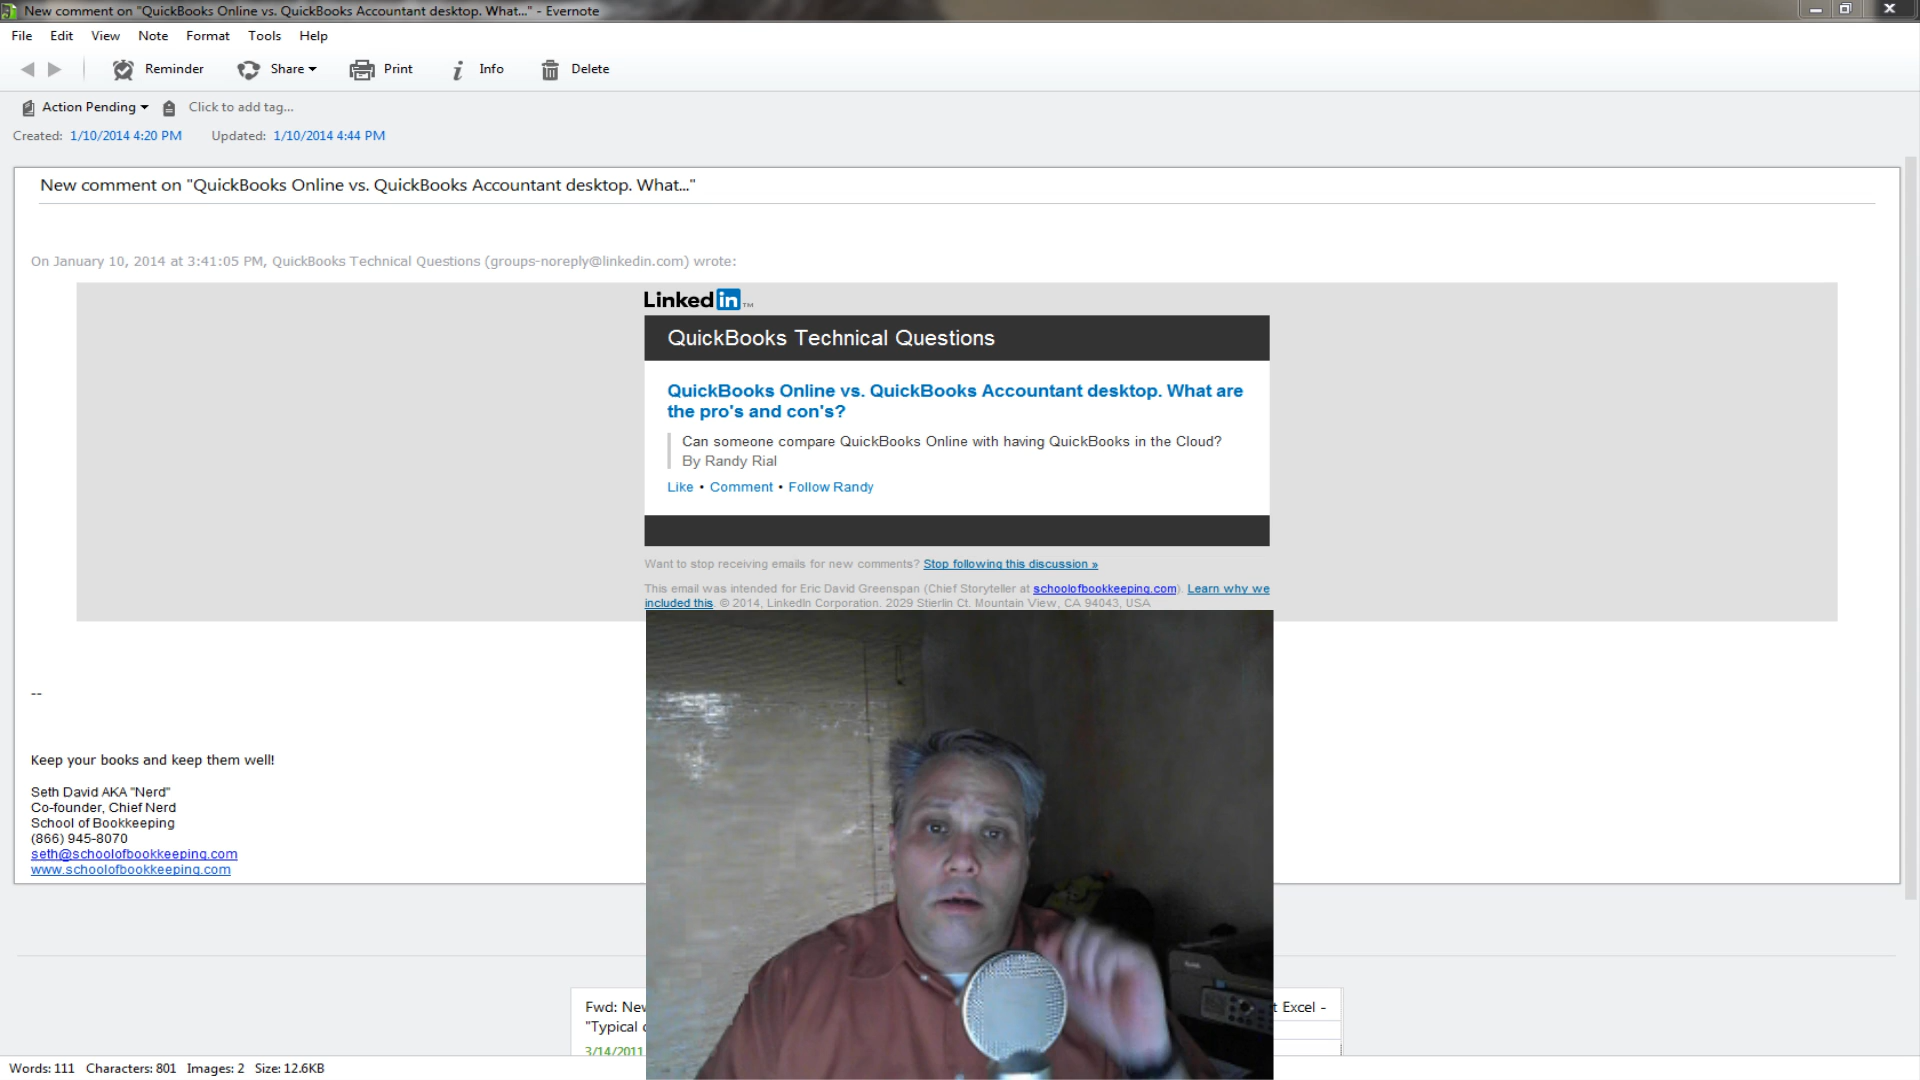 New comment on "QuickBooks Online vs. QuickBooks Accountant desktop. What..." - Evernote
File Edit View Note Format Tools Help
Reminder Share Print Info Delete
Action Pending Click to add tag...
Created: 1/10/2014 4:20 PM Updated: 1/10/2014 4:44 PM
New comment on "QuickBooks Online vs. QuickBooks Accountant desktop. What..."
On January 10, 2014 at 3:41:05 PM, QuickBooks Technical Questions (groups-noreply@linkedin.com) wrote:
Linked in TM
QuickBooks Technical Questions
QuickBooks Online vs. QuickBooks Accountant desktop. What are
the pro's and con's?
Can someone compare QuickBooks Online with having QuickBooks in the Cloud?
By Randy Rial
Like • Comment • Follow Randy
Want to stop receiving emails for new comments? Stop following this discussion »
This email was intended for Eric David Greenspan (Chief Storyteller at schoolofbookkeeping.com). Learn why we
included this. © 2014, LinkedIn Corporation. 2029 Stierlin Ct. Mountain View, CA 94043, USA
--
Keep your books and keep them well!
Seth David AKA "Nerd"
Co-founder, Chief Nerd
School of Bookkeeping
(866) 945-8070
seth@schoolofbookkeeping.com
www.schoolofbookkeeping.com
Fwd: New
t Excel -
"Typical
3/14/2011
Words: 111 Characters: 801 Images: 2 Size: 12.6KB